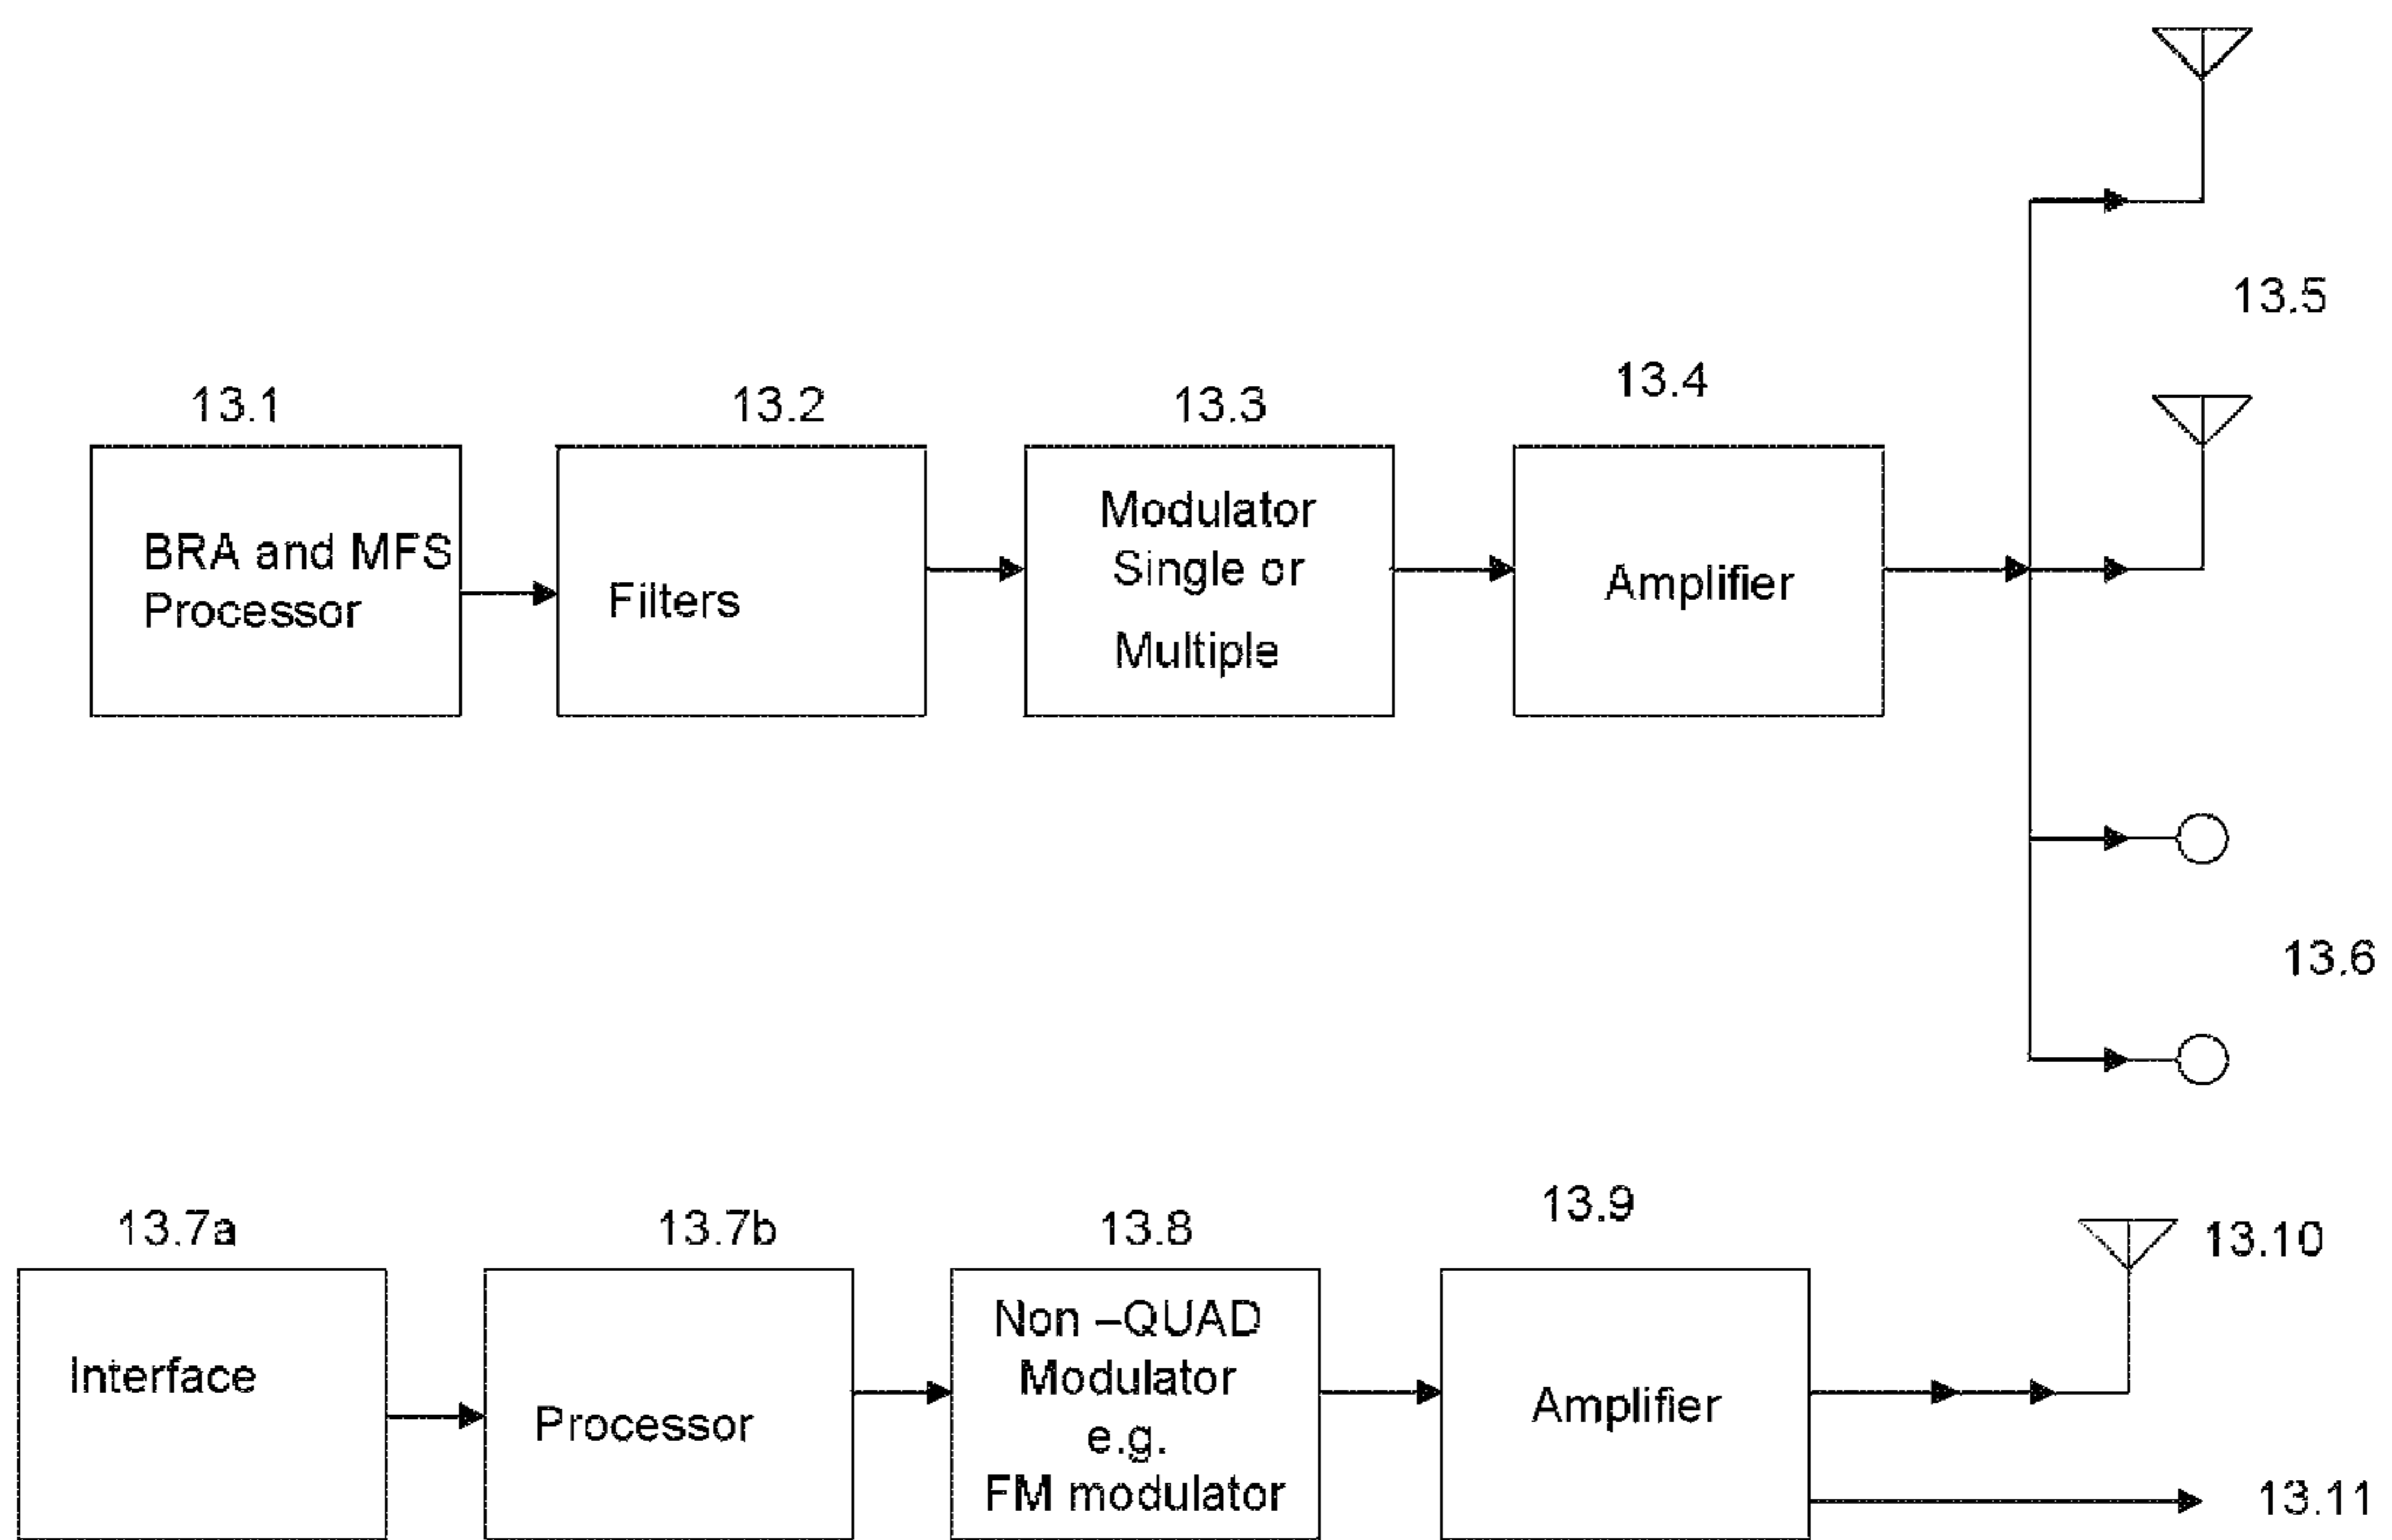 13.5
13.1
13.2
13.3
13.4
BRA and MFS
Processor
Filters
Modulator
Single or
Multiple
Amplifier
13.6
13.7a
13.7b
13.8
13.9
13.10
Interface
Processor
Non –QUAD
Modulator
e.g.
FM modulator
Amplifier
13.11